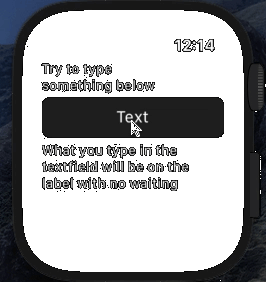 12:14
Try to type
something below
Text
What you type in the
textfield will be on the
label with no waiting